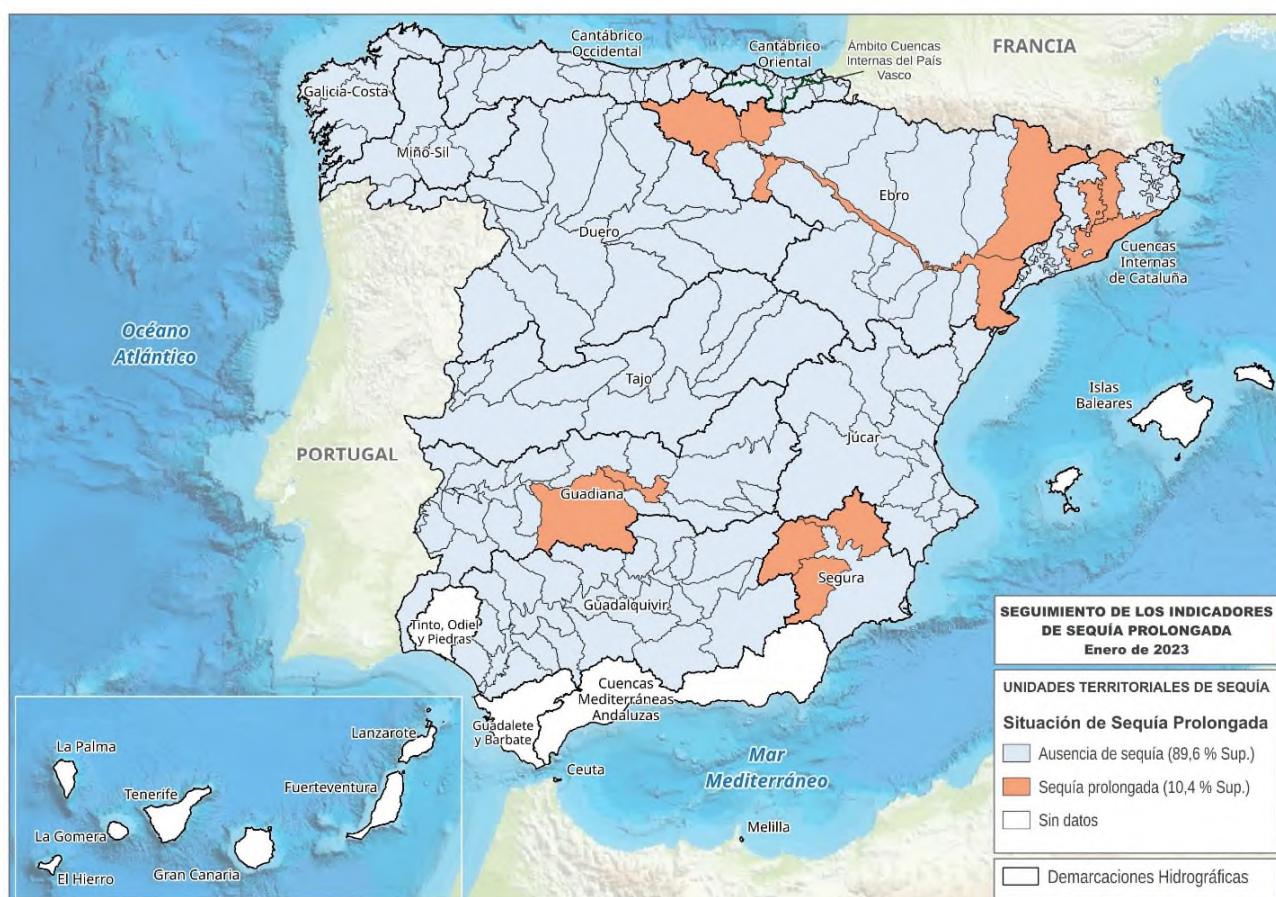 FRANCIA
Cantábrico
Occidental
Cantábrico
Oriental
Ámbito Cuencas
Internas del País
Vasco
Galicia-Costa
Miño-Sil
Duero
Ebro
Cuencas
Internas
de Cataluña
Océano
Atlántico
Tajo
Islas
Baleares
Júcar
PORTUGAL
Guadiana
Segura
Guadalquivir
Tinto, Odiel
y Piedras
Cuencas
Mediterráneas
Andaluzas
Guadalete
y Barbate
Ceuta
Mar
Mediterráneo
Melilla
La Palma
Lanzarote
Tenerife
Fuerteventura
La Gomera
El Hierro
Gran Canaria
SEGUIMIENTO DE LOS INDICADORES
DE SEQUÍA PROLONGADA
Enero de 2023
UNIDADES TERRITORIALES DE SEQUÍA
Situación de Sequía Prolongada
Ausencia de sequía (89,6 % Sup.)
Sequía prolongada (10,4 % Sup.)
Sin datos
Demarcaciones Hidrográficas